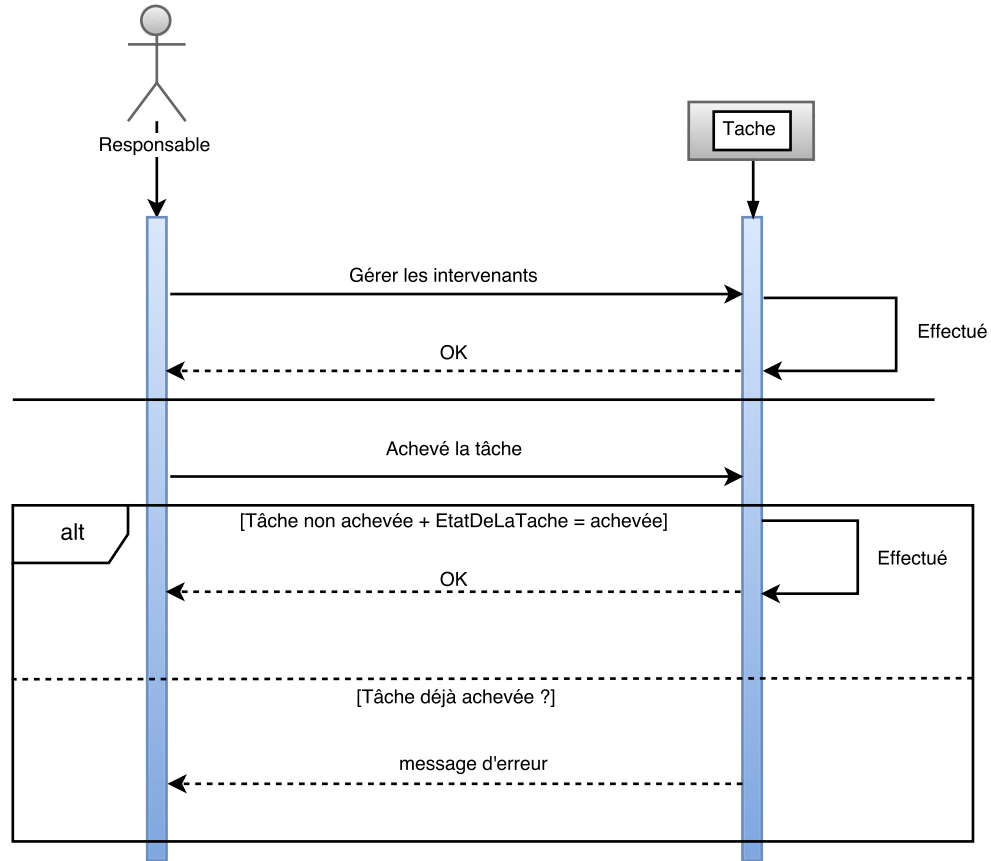 Responsable
Tache
Gérer les intervenants
Effectué
OK
Achevé la tâche
alt
[Tâche non achevée + EtatDeLaTache = achevée]
Effectué
OK
[Tâche déjà achevée ?]
message d'erreur